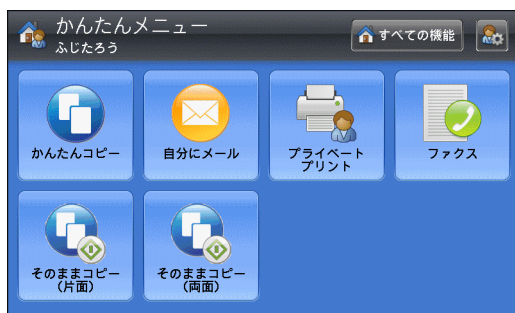 かんたんメニュー
ふじたろう
すべての機能
かんたんコピー
自分にメール
プライベート
プリント
ファクス
そのままコピー
(片面)
そのままコピー
(両面)